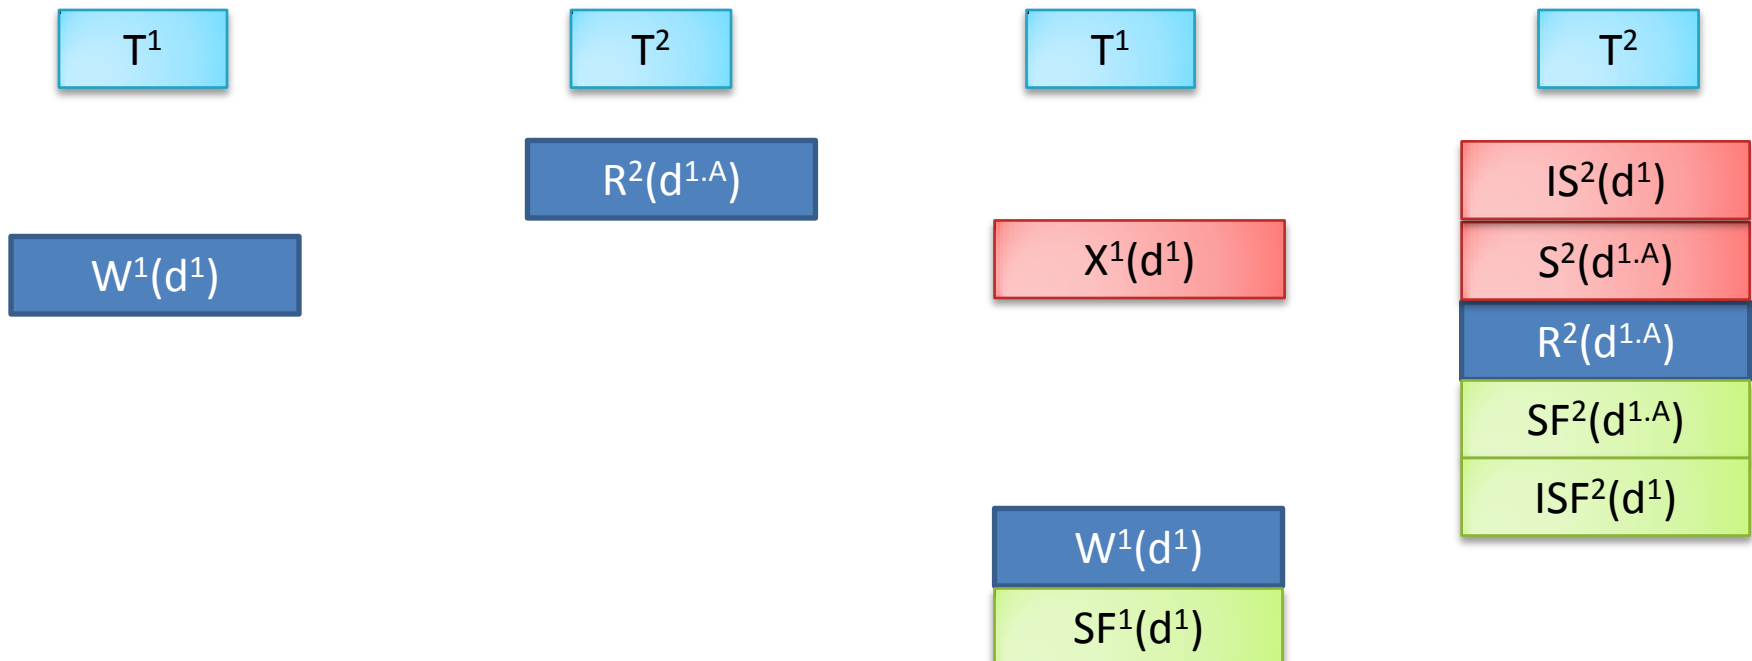 T¹ T² T¹ T²
R²(d¹·ᴬ) IS²(d¹)
W¹(d¹) X¹(d¹) S²(d¹·ᴬ)
R²(d¹·ᴬ)
SF²(d¹·ᴬ)
ISF²(d¹)
W¹(d¹)
SF¹(d¹)